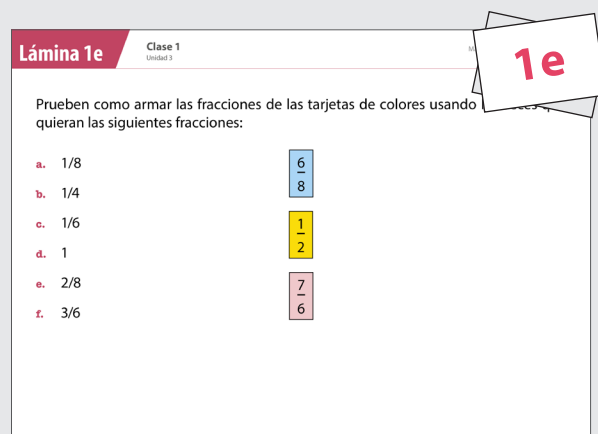 Lámina 1e
Clase 1
Unidad 3
1e
Prueben como armar las fracciones de las tarjetas de colores usando
quieran las siguientes fracciones:
a. 1/8
b. 1/4
c. 1/6
d. 1
e. 2/8
f. 3/6
6
8
1
2
7
6